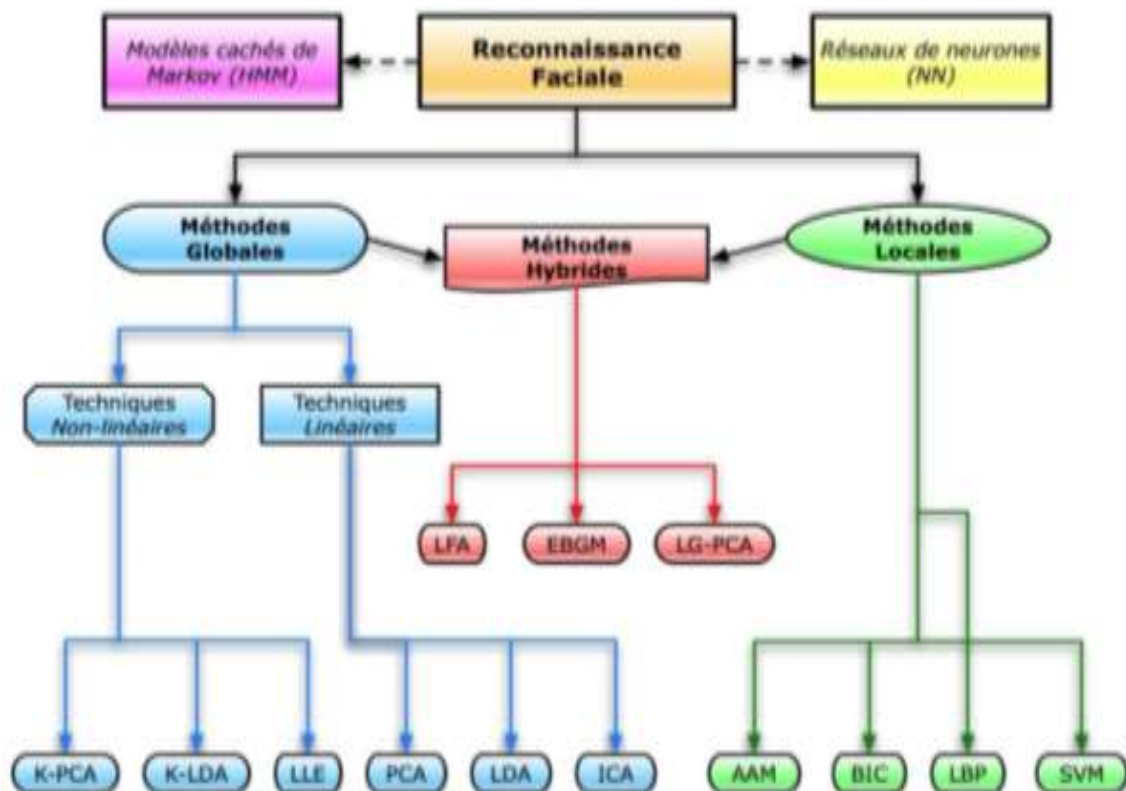 Modèles cachés de
Markov (HMM)
Reconnaissance
Faciale
Réseaux de neurones
(NN)
Méthodes
Globales
Méthodes
Hybrides
Méthodes
Locales
Techniques
Non-linéaires
Techniques
Linéaires
LFA
EBGM
LG-PCA
K-PCA
K-LDA
LLE
PCA
LDA
ICA
AAM
BIC
LBP
SVM